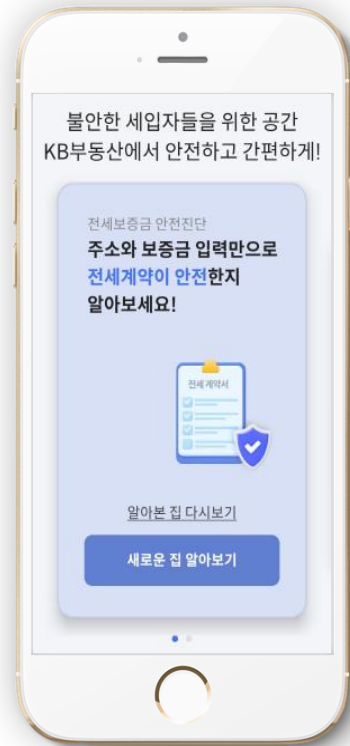 불안한 세입자들을 위한 공간
KB부동산에서 안전하고 간편하게!
전세보증금 안전진단
주소와 보증금 입력만으로
전세계약이 안전한지
알아보세요!
전세계약서
알아본 집 다시보기
새로운 집 알아보기